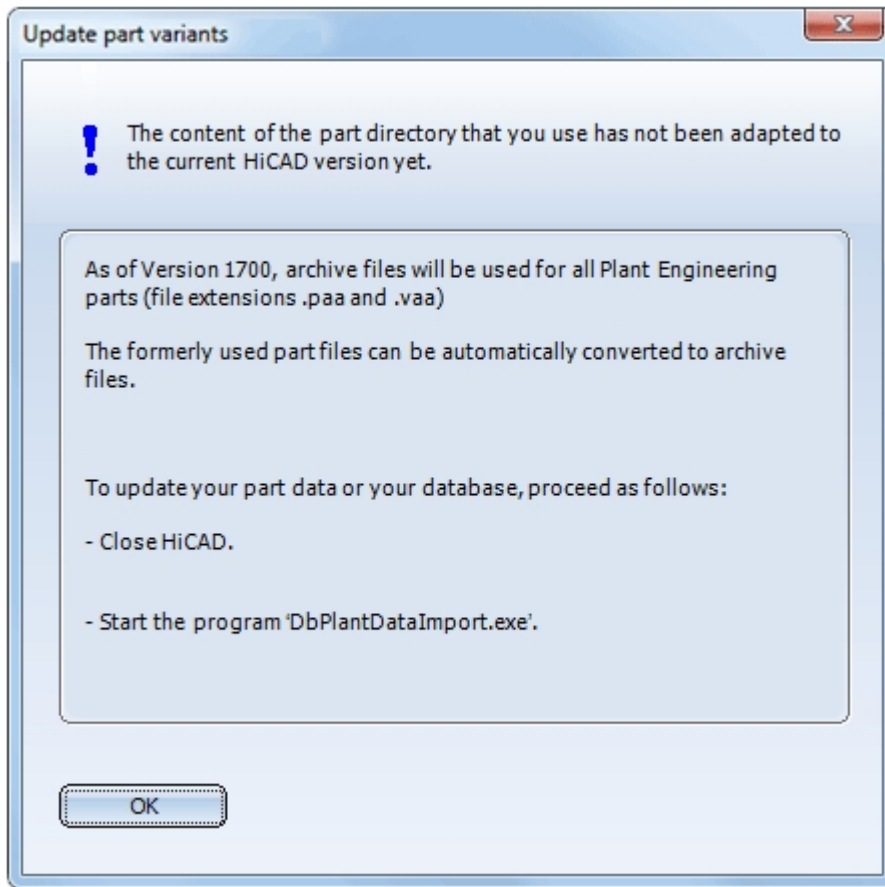 Update part variants
The content of the part directory that you use has not been adapted to
the current HiCAD version yet.
As of Version 1700, archive files will be used for all Plant Engineering
parts (file extensions .paa and .vaa)
The formerly used part files can be automatically converted to archive
files.
To update your part data or your database, proceed as follows:
- Close HiCAD.
- Start the program ‘DbPlantDataImport.exe’.
OK